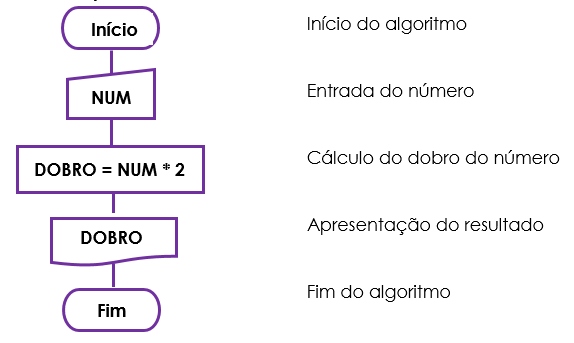 Início
Início do algoritmo
NUM
Entrada do número
DOBRO = NUM * 2
Cálculo do dobro do número
DOBRO
Apresentação do resultado
Fim
Fim do algoritmo